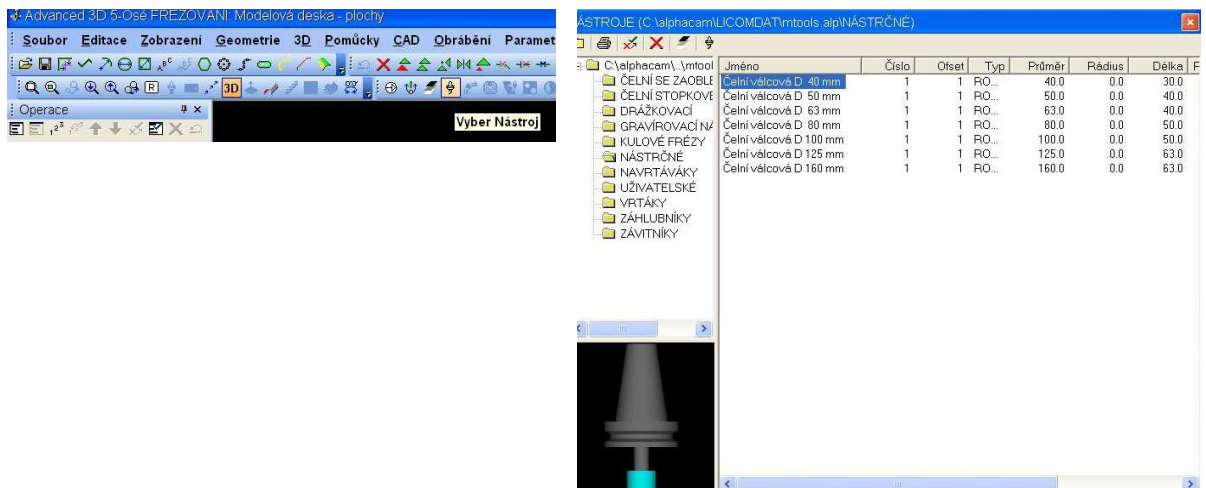 Advanced 3D 5-Osé FRÉZOVÁNÍ: Modelová deska - plochy
Soubor Editace Zobrazení Geometrie 3D Pomůcky CAD Obrábění Paramet
3D
Operace
Vyber Nástroj
ÁSTROJE (C:\alphacam\LICOMDAT\mtools.alp\NÁSTRČNÉ)
C:\alphacam\..\mtool
ČELNÍ SE ZAOBLE
ČELNÍ STOPKOVÉ
DRÁŽKOVACÍ
GRAVÍROVACÍ NÁ
KULOVÉ FRÉZY
NÁSTRČNÉ
NAVRTÁVÁKY
UŽIVATELSKÉ
VRTÁKY
ZÁHLUBNÍKY
ZÁVITNÍKY
Jméno Číslo Ofset Typ Průměr Rádius Délka F
Čelní válcová D 40 mm 1 1 RO... 40.0 0.0 30.0
Čelní válcová D 50 mm 1 1 RO... 50.0 0.0 40.0
Čelní válcová D 63 mm 1 1 RO... 63.0 0.0 40.0
Čelní válcová D 80 mm 1 1 RO... 80.0 0.0 50.0
Čelní válcová D 100 mm 1 1 RO... 100.0 0.0 50.0
Čelní válcová D 125 mm 1 1 RO... 125.0 0.0 63.0
Čelní válcová D 160 mm 1 1 RO... 160.0 0.0 63.0